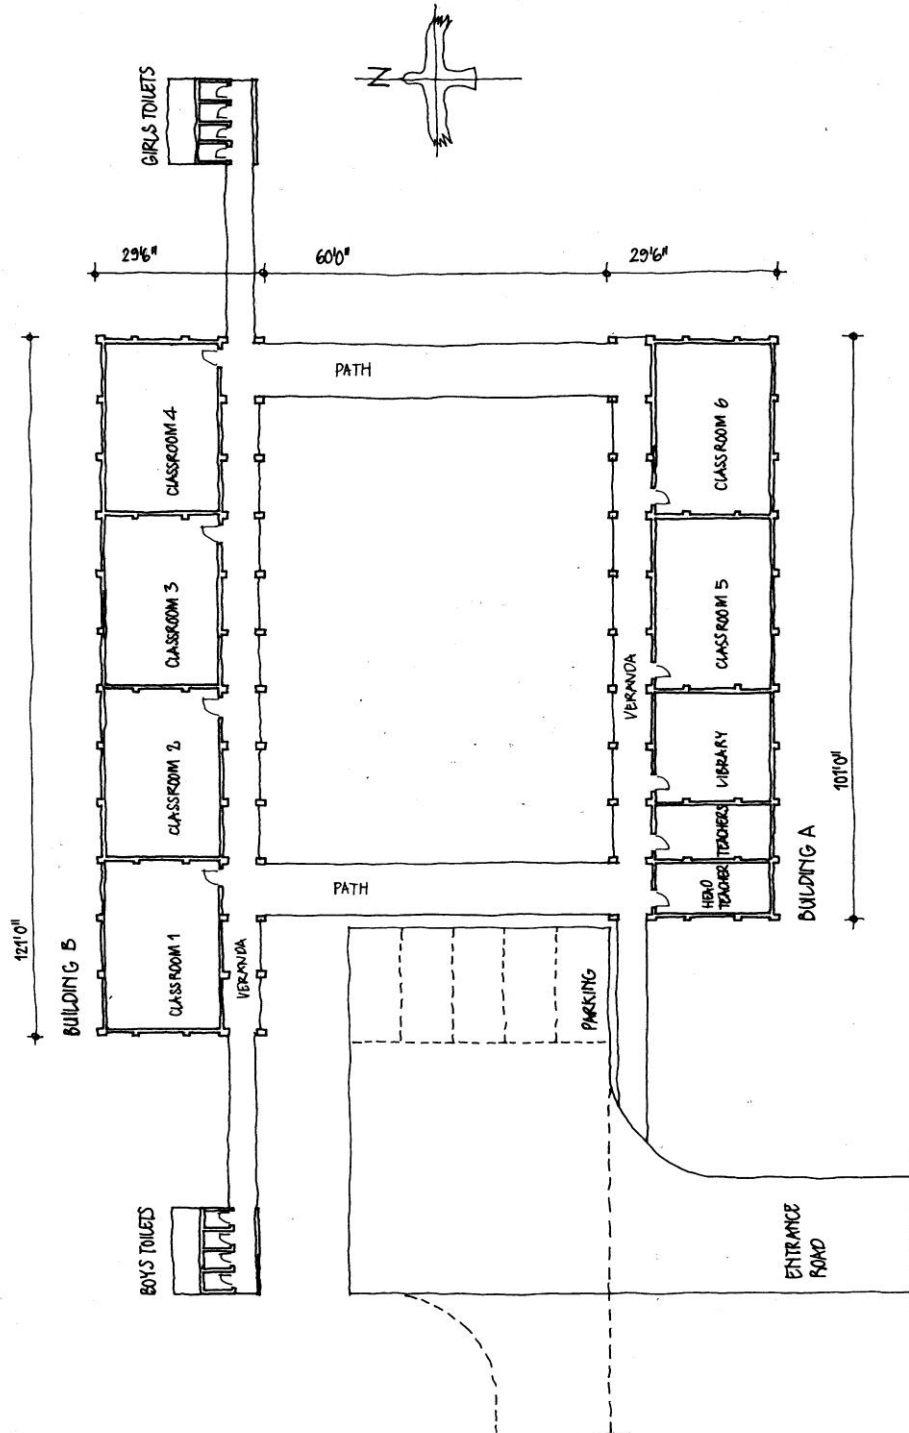 N
GIRLS TOILETS
29'6"
60'0"
29'6"
PATH
CLASSROOM 4
CLASSROOM 6
CLASSROOM 3
CLASSROOM 5
VERANDA
CLASSROOM 2
LIBRARY
101'0"
TEACHERS
BUILDING A
HEAD
TEACHER
PATH
121'0"
BUILDING B
CLASSROOM 1
VERANDA
PARKING
BOYS TOILETS
ENTRANCE
ROAD